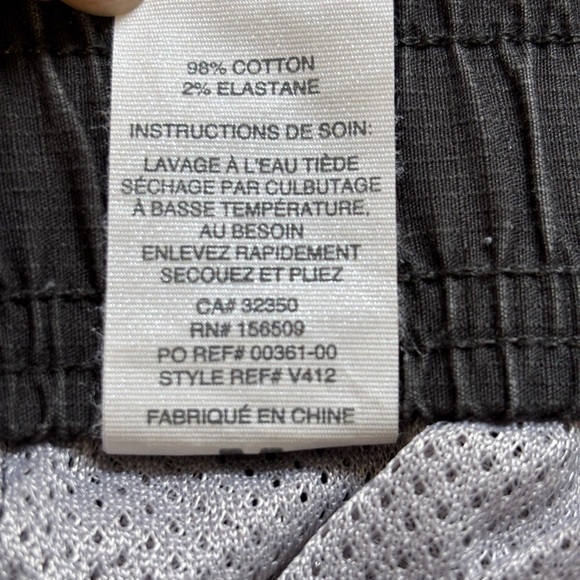 98% COTTON
2% ELASTANE
INSTRUCTIONS DE SOIN:
LAVAGE À L'EAU TIÈDE
SÉCHAGE PAR CULBUTAGE
À BASSE TEMPÉRATURE,
AU BESOIN
ENLEVEZ RAPIDEMENT
SECOUEZ ET PLIEZ
CA# 32350
RN# 156509
PO REF# 00361-00
STYLE REF# V412
FABRIQUÉ EN CHINE